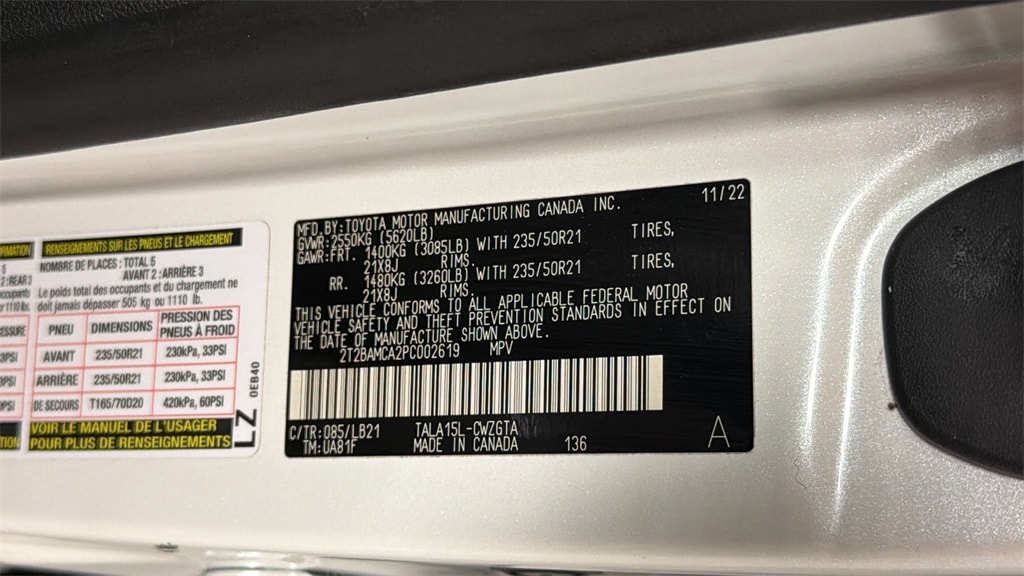 RENSEIGNEMENTS SUR LES PNEUS ET LE CHARGEMENT
NOMBRE DE PLACES : TOTAL 5
AVANT 2 : ARRIÈRE 3
Le poids total des occupants et du chargement ne
doit jamais dépasser 505 kg ou 1110 lb.
PNEU DIMENSIONS PRESSION DES PNEUS À FROID
AVANT 235/50R21 230kPa, 33PSI
ARRIÈRE 235/50R21 230kPa, 33PSI
DE SECOURS T165/70D20 420kPa, 60PSI
VOIR LE MANUEL DE L'USAGER
POUR PLUS DE RENSEIGNEMENTS
LZ
0EB40
11/22
MFD.BY:TOYOTA MOTOR MANUFACTURING CANADA INC.
GVWR:2550KG (5620LB)
GAWR:FRT. 1400KG (3085LB) WITH 235/50R21 TIRES,
21X8J RIMS.
RR. 1480KG (3260LB) WITH 235/50R21 TIRES,
21X8J RIMS.
THIS VEHICLE CONFORMS TO ALL APPLICABLE FEDERAL MOTOR
VEHICLE SAFETY AND THEFT PREVENTION STANDARDS IN EFFECT ON
THE DATE OF MANUFACTURE SHOWN ABOVE.
2T2BAMCA2PC002619 MPV
C/TR:085/LB21 TALA15L-CWZGTA
TM:UA81F MADE IN CANADA 136 A